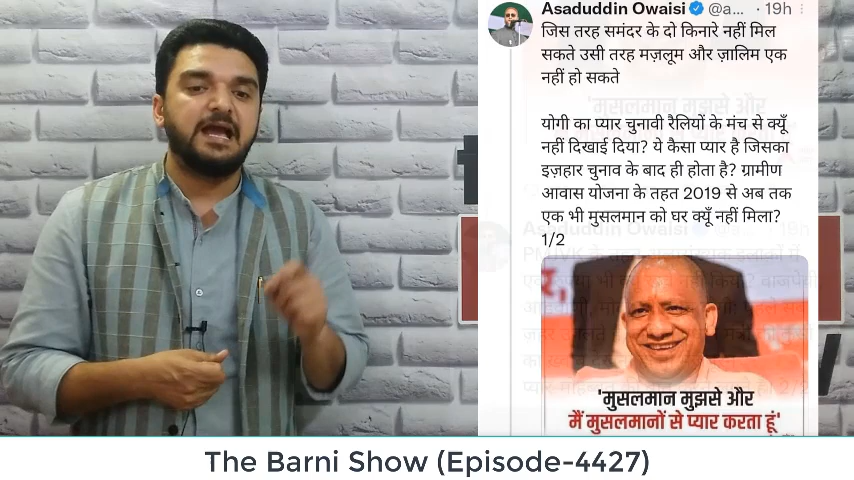 Asaduddin Owaisi @a... · 19h
जिस तरह समंदर के दो किनारे नहीं मिल
सकते उसी तरह मज़लूम और ज़ालिम एक
नहीं हो सकते
योगी का प्यार चुनावी रैलियों के मंच से क्यूँ
नहीं दिखाई दिया? ये कैसा प्यार है जिसका
इज़हार चुनाव के बाद ही होता है? ग्रामीण
आवास योजना के तहत 2019 से अब तक
एक भी मुसलमान को घर क्यूँ नहीं मिला?
1/2
'मुसलमान मुझसे और
मैं मुसलमानों से प्यार करता हूं'
The Barni Show (Episode-4427)